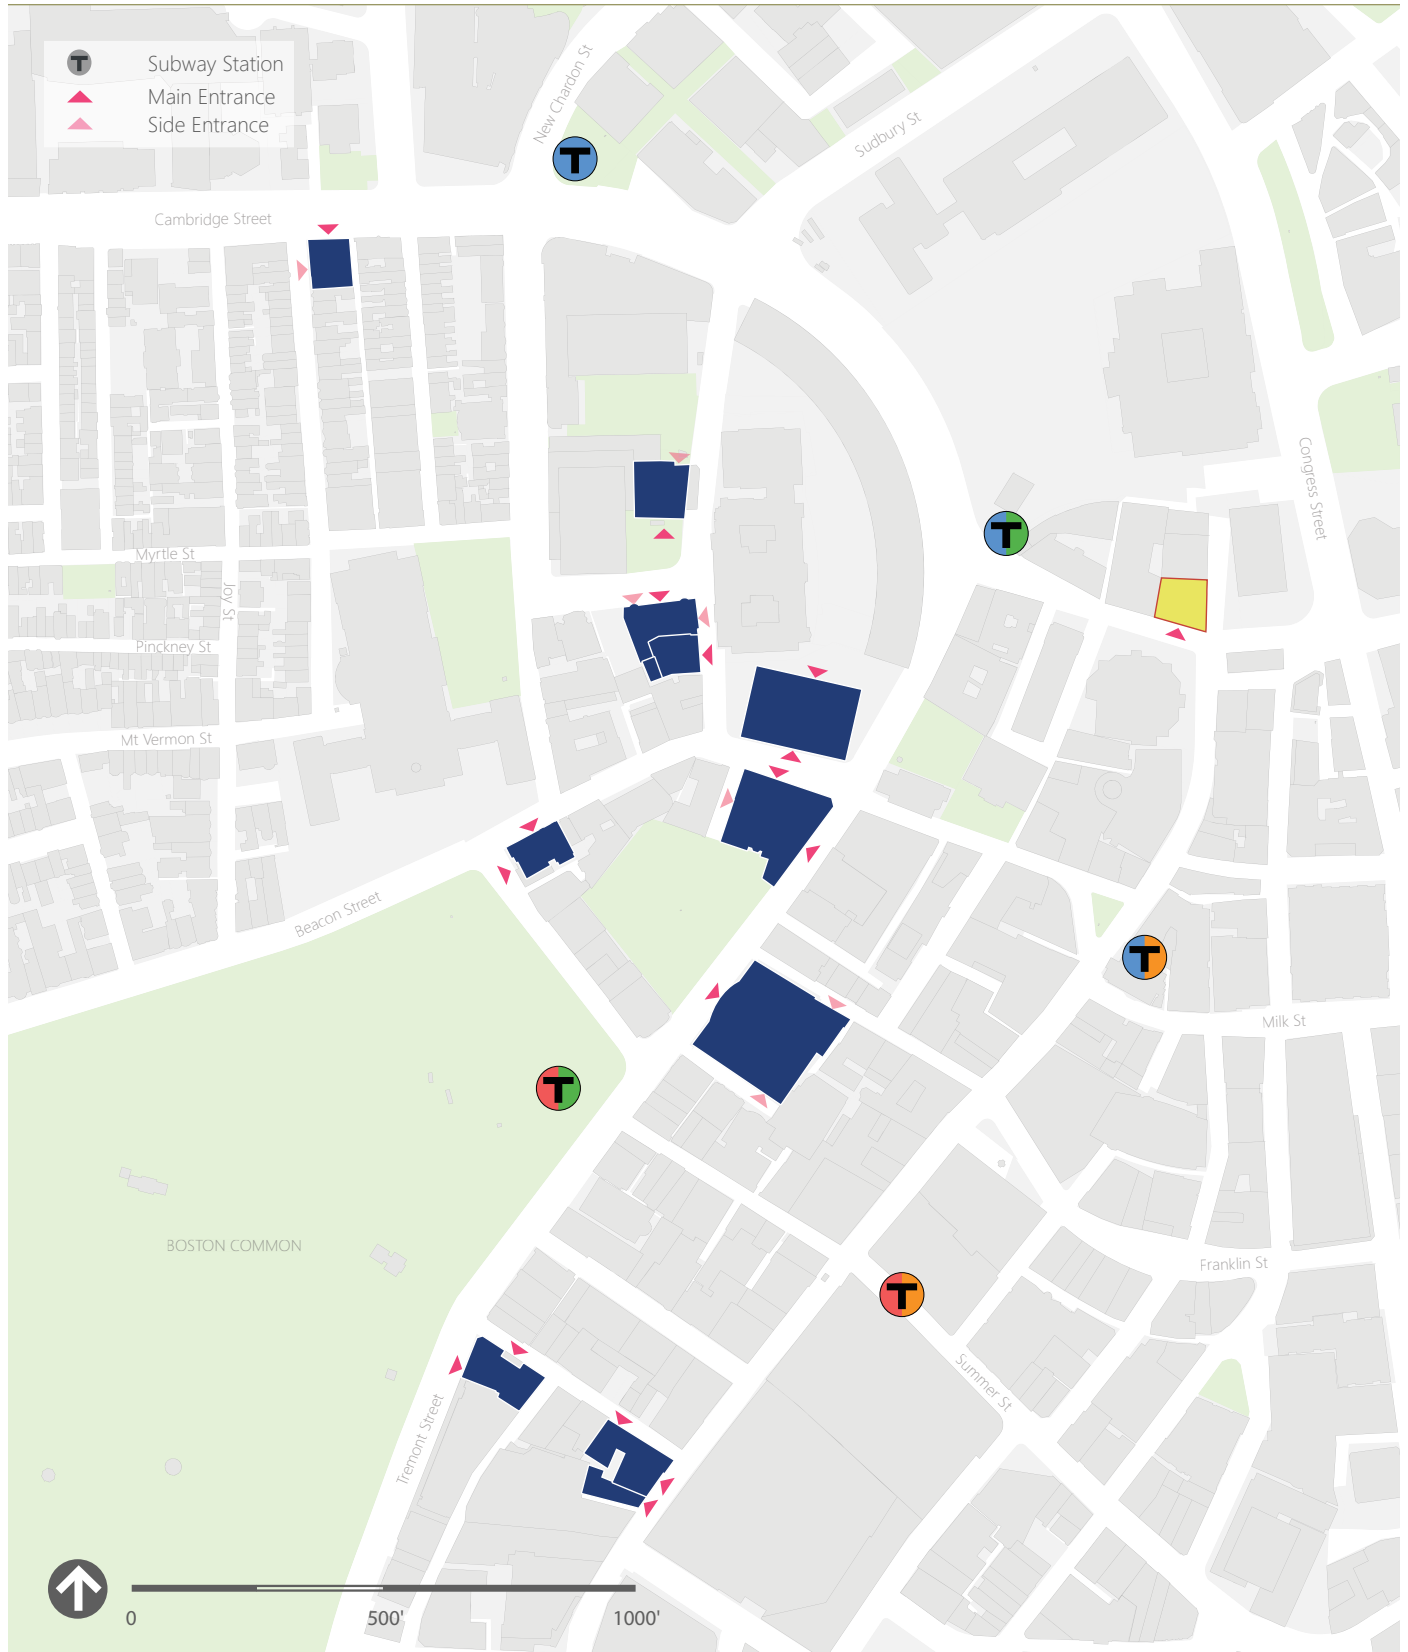 T Subway Station
Main Entrance
Side Entrance
New Chardon St
T
Sudbury St
Cambridge Street
Congress Street
T
Myrtle St
Joy St
Pinckney St
Mt Vernon St
Beacon Street
T
Milk St
T
BOSTON COMMON
Franklin St
T
Summer St
Tremont Street
0 500' 1000'